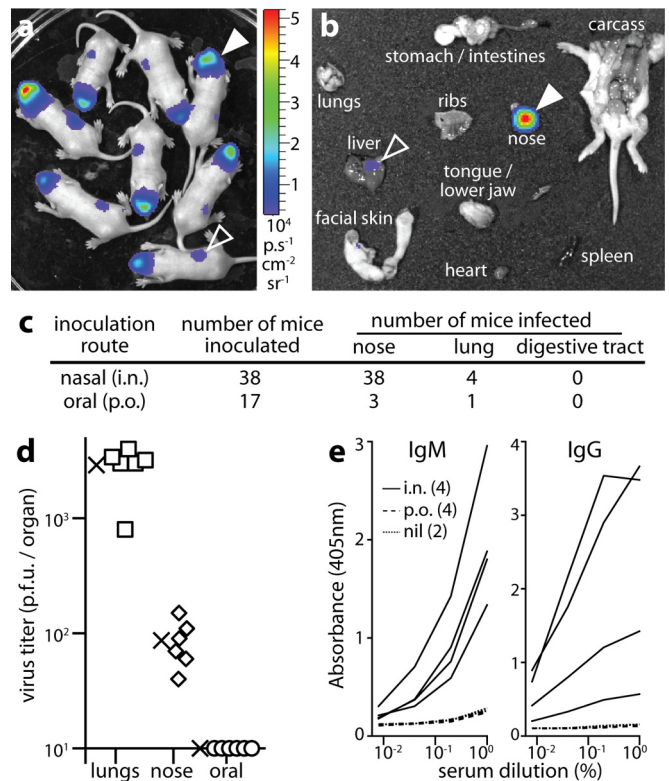 a
5
4
3
2
1
10⁴
p.s⁻¹
cm⁻²
sr⁻¹
b
stomach / intestines
carcass
lungs
ribs
nose
liver
tongue /
lower jaw
facial skin
heart
spleen
c
inoculation route
number of mice inoculated
number of mice infected
nose lung digestive tract
nasal (i.n.) 38 38 4 0
oral (p.o.) 17 3 1 0
d
virus titer (p.f.u. / organ)
10³
10²
10¹
lungs nose oral
e
IgM
Absorbance (405nm)
3
2
1
0
i.n. (4)
p.o. (4)
nil (2)
10⁻² 10⁻¹ 10⁰
IgG
4
3
2
1
0
10⁻² 10⁻¹ 10⁰
serum dilution (%)